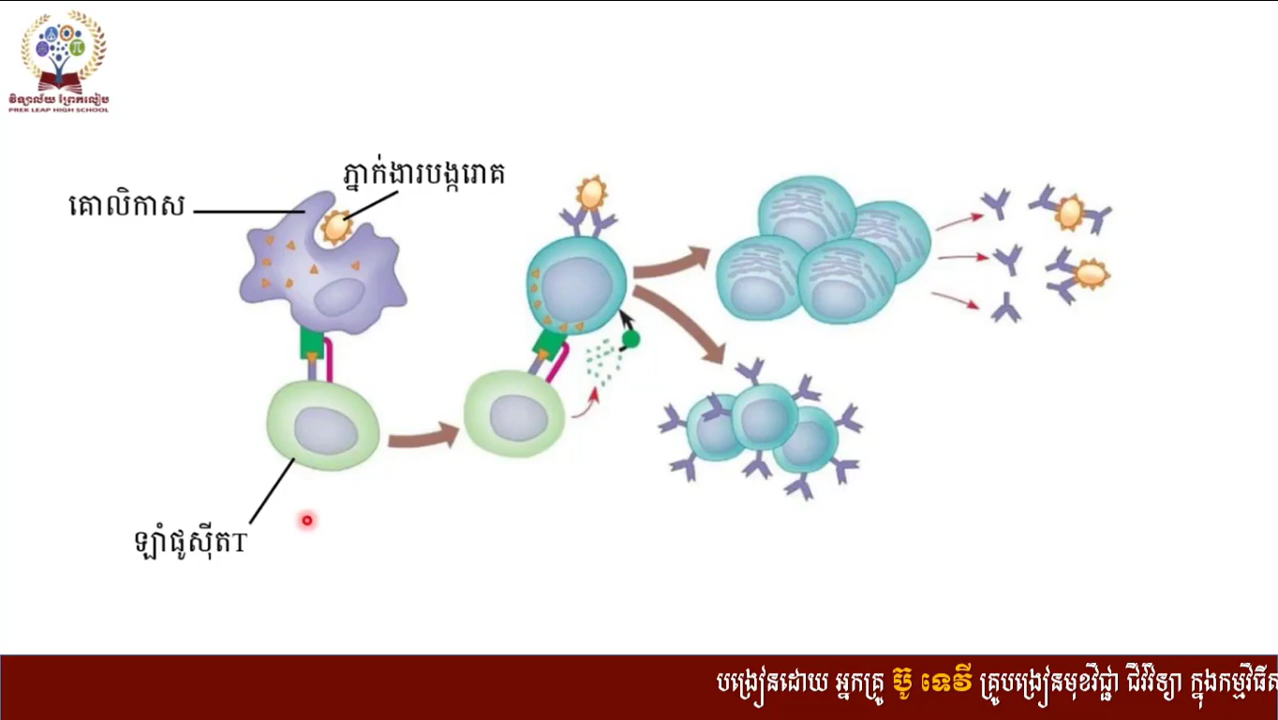 វិទ្យាល័យ ព្រែកលៀប
PREK LEAP HIGH SCHOOL
ភ្នាក់ងារបង្ករោគ
គោលិកាស
ឡាំផូស៊ីតT
បង្រៀនដោយ អ្នកគ្រូ ប៊ូ ទេវី គ្រូបង្រៀនមុខវិជ្ជា ជីវវិទ្យា ក្នុងកម្មវិធី